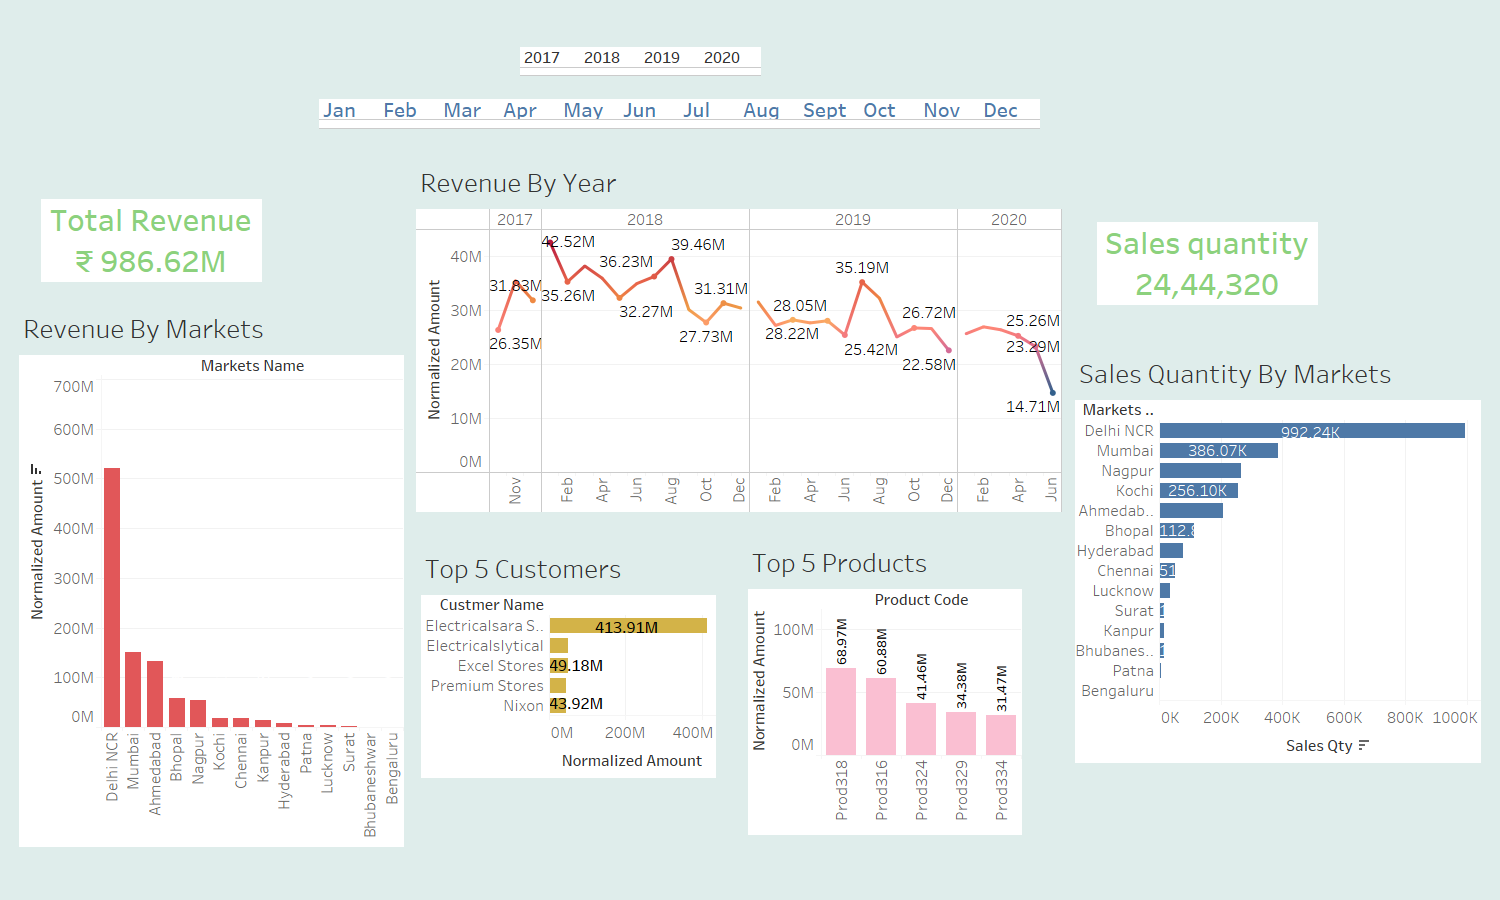 2017 2018 2019 2020
Jan Feb Mar Apr May Jun Jul Aug Sept Oct Nov Dec
Total Revenue
₹ 986.62M
Revenue By Year
2017 2018 2019 2020
Normalized Amount
40M
30M
20M
10M
0M
26.35M
31.83M
42.52M
35.26M
36.23M
32.27M
39.46M
27.73M
31.31M
28.22M
28.05M
25.42M
35.19M
26.72M
22.58M
25.26M
23.29M
14.71M
Nov Feb Apr Jun Aug Oct Dec Feb Apr Jun Aug Oct Dec Feb Apr Jun
Sales quantity
24,44,320
Revenue By Markets
Markets Name
Normalized Amount
700M
600M
500M
400M
300M
200M
100M
0M
Delhi NCR
Mumbai
Ahmedabad
Bhopal
Nagpur
Kochi
Chennai
Kanpur
Hyderabad
Patna
Lucknow
Surat
Bhubaneshwar
Bengaluru
Top 5 Customers
Custmer Name
Electricalsara S.. 413.91M
Electricalslytical
Excel Stores 49.18M
Premium Stores
Nixon 43.92M
0M 200M 400M
Normalized Amount
Top 5 Products
Product Code
Normalized Amount
100M
50M
0M
68.97M
60.88M
41.46M
34.38M
31.47M
Prod318
Prod316
Prod324
Prod329
Prod334
Sales Quantity By Markets
Markets ..
Delhi NCR 992.24K
Mumbai 386.07K
Nagpur
Kochi 256.10K
Ahmedab..
Bhopal 112.8
Hyderabad
Chennai 51
Lucknow
Surat
Kanpur
Bhubanes..
Patna
Bengaluru
0K 200K 400K 600K 800K 1000K
Sales Qty